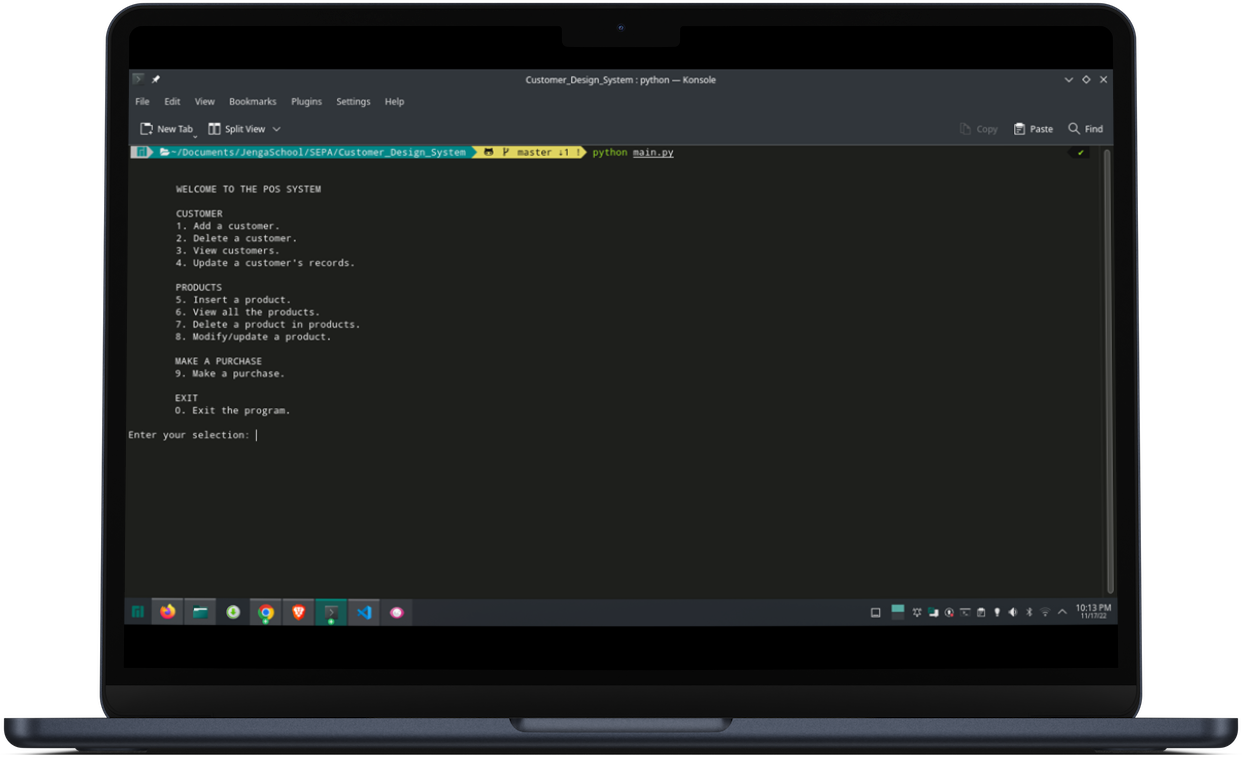 Customer_Design_System : python — Konsole
File Edit View Bookmarks Plugins Settings Help
New Tab Split View Copy Paste Find
~/Documents/JengaSchool/SEPA/Customer_Design_System master ↓1 ! python main.py ✔
WELCOME TO THE POS SYSTEM
CUSTOMER
1. Add a customer.
2. Delete a customer.
3. View customers.
4. Update a customer's records.
PRODUCTS
5. Insert a product.
6. View all the products.
7. Delete a product in products.
8. Modify/update a product.
MAKE A PURCHASE
9. Make a purchase.
EXIT
0. Exit the program.
Enter your selection:
10:13 PM
11/17/22